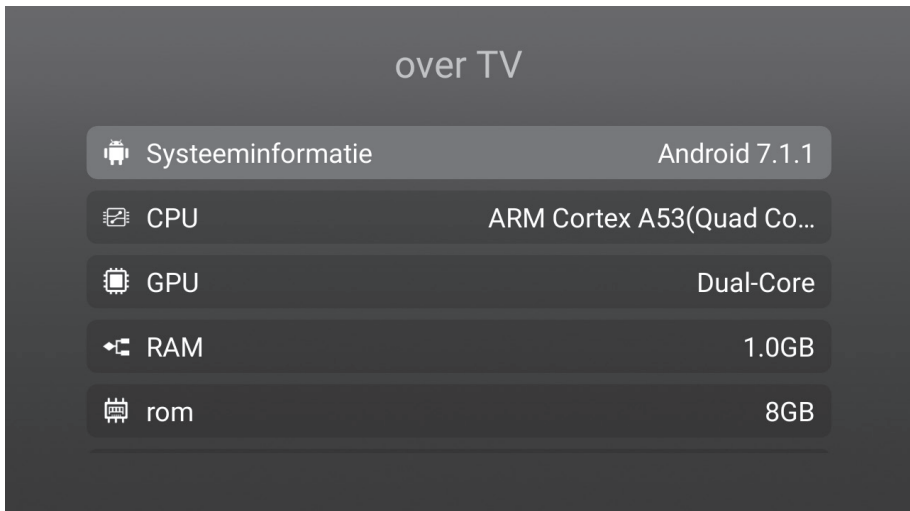 over TV
Systeeminformatie Android 7.1.1
CPU ARM Cortex A53(Quad Co...
GPU Dual-Core
RAM 1.0GB
rom 8GB